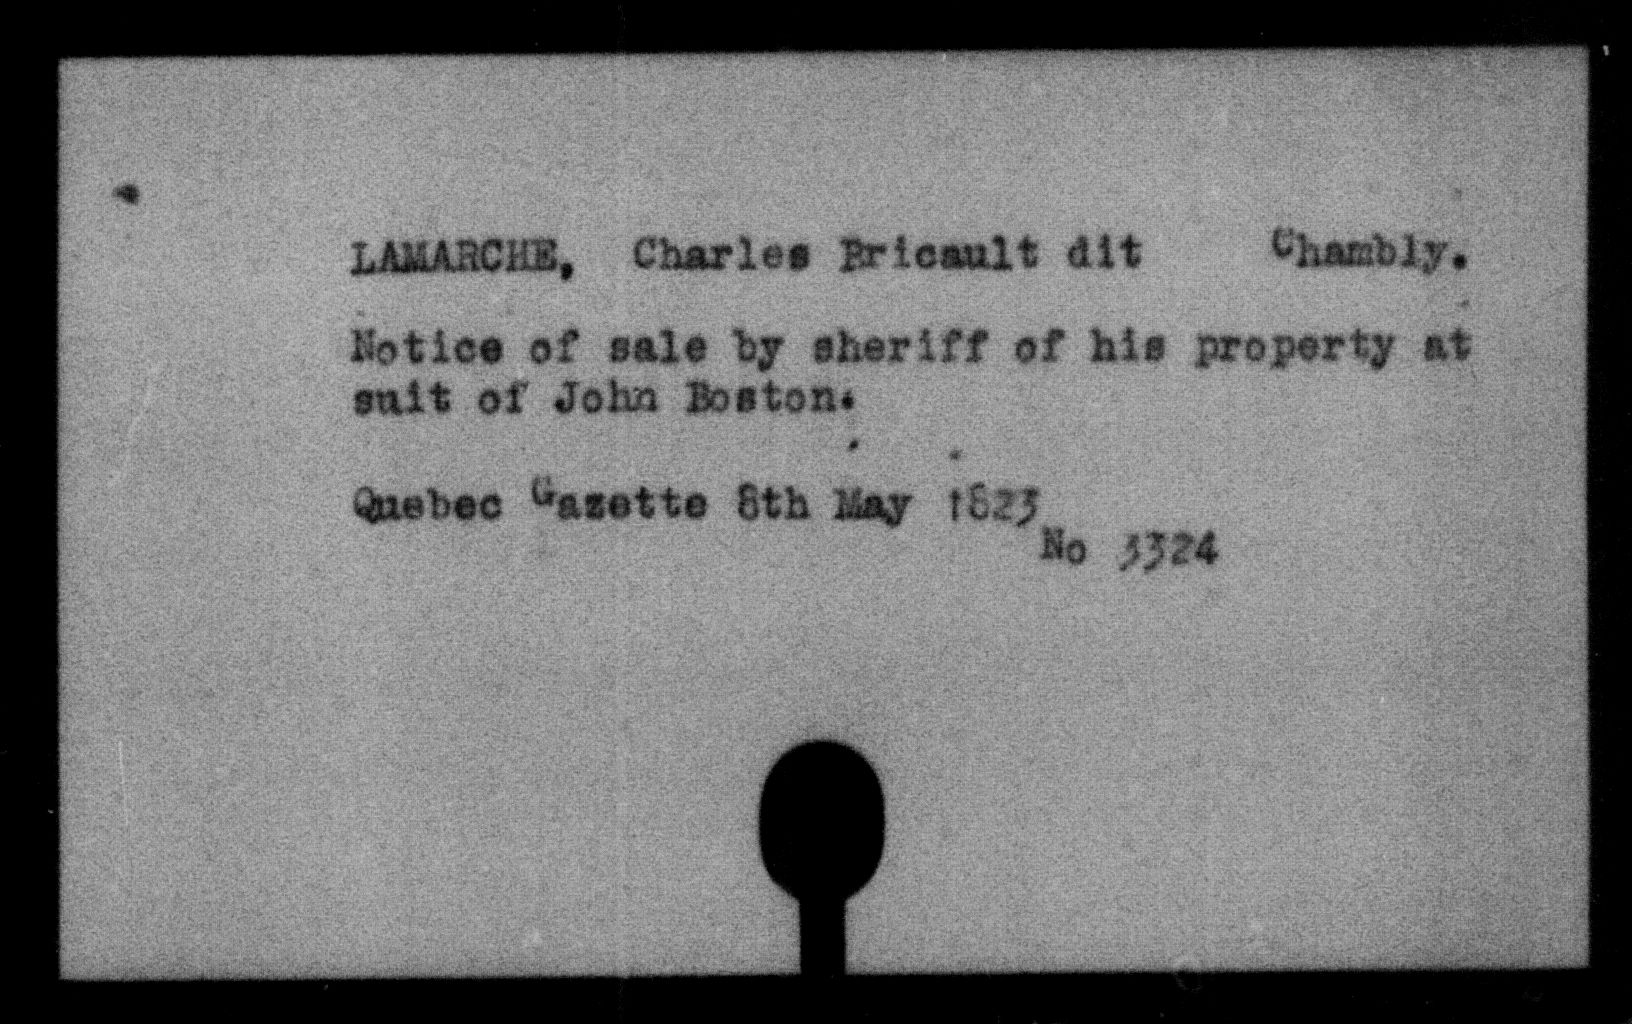 LAMARCHE, Charles Bricault dit Chambly.
Notice of sale by sheriff of his property at
suit of John Boston.
Quebec Gazette 8th May 1823
No 3324